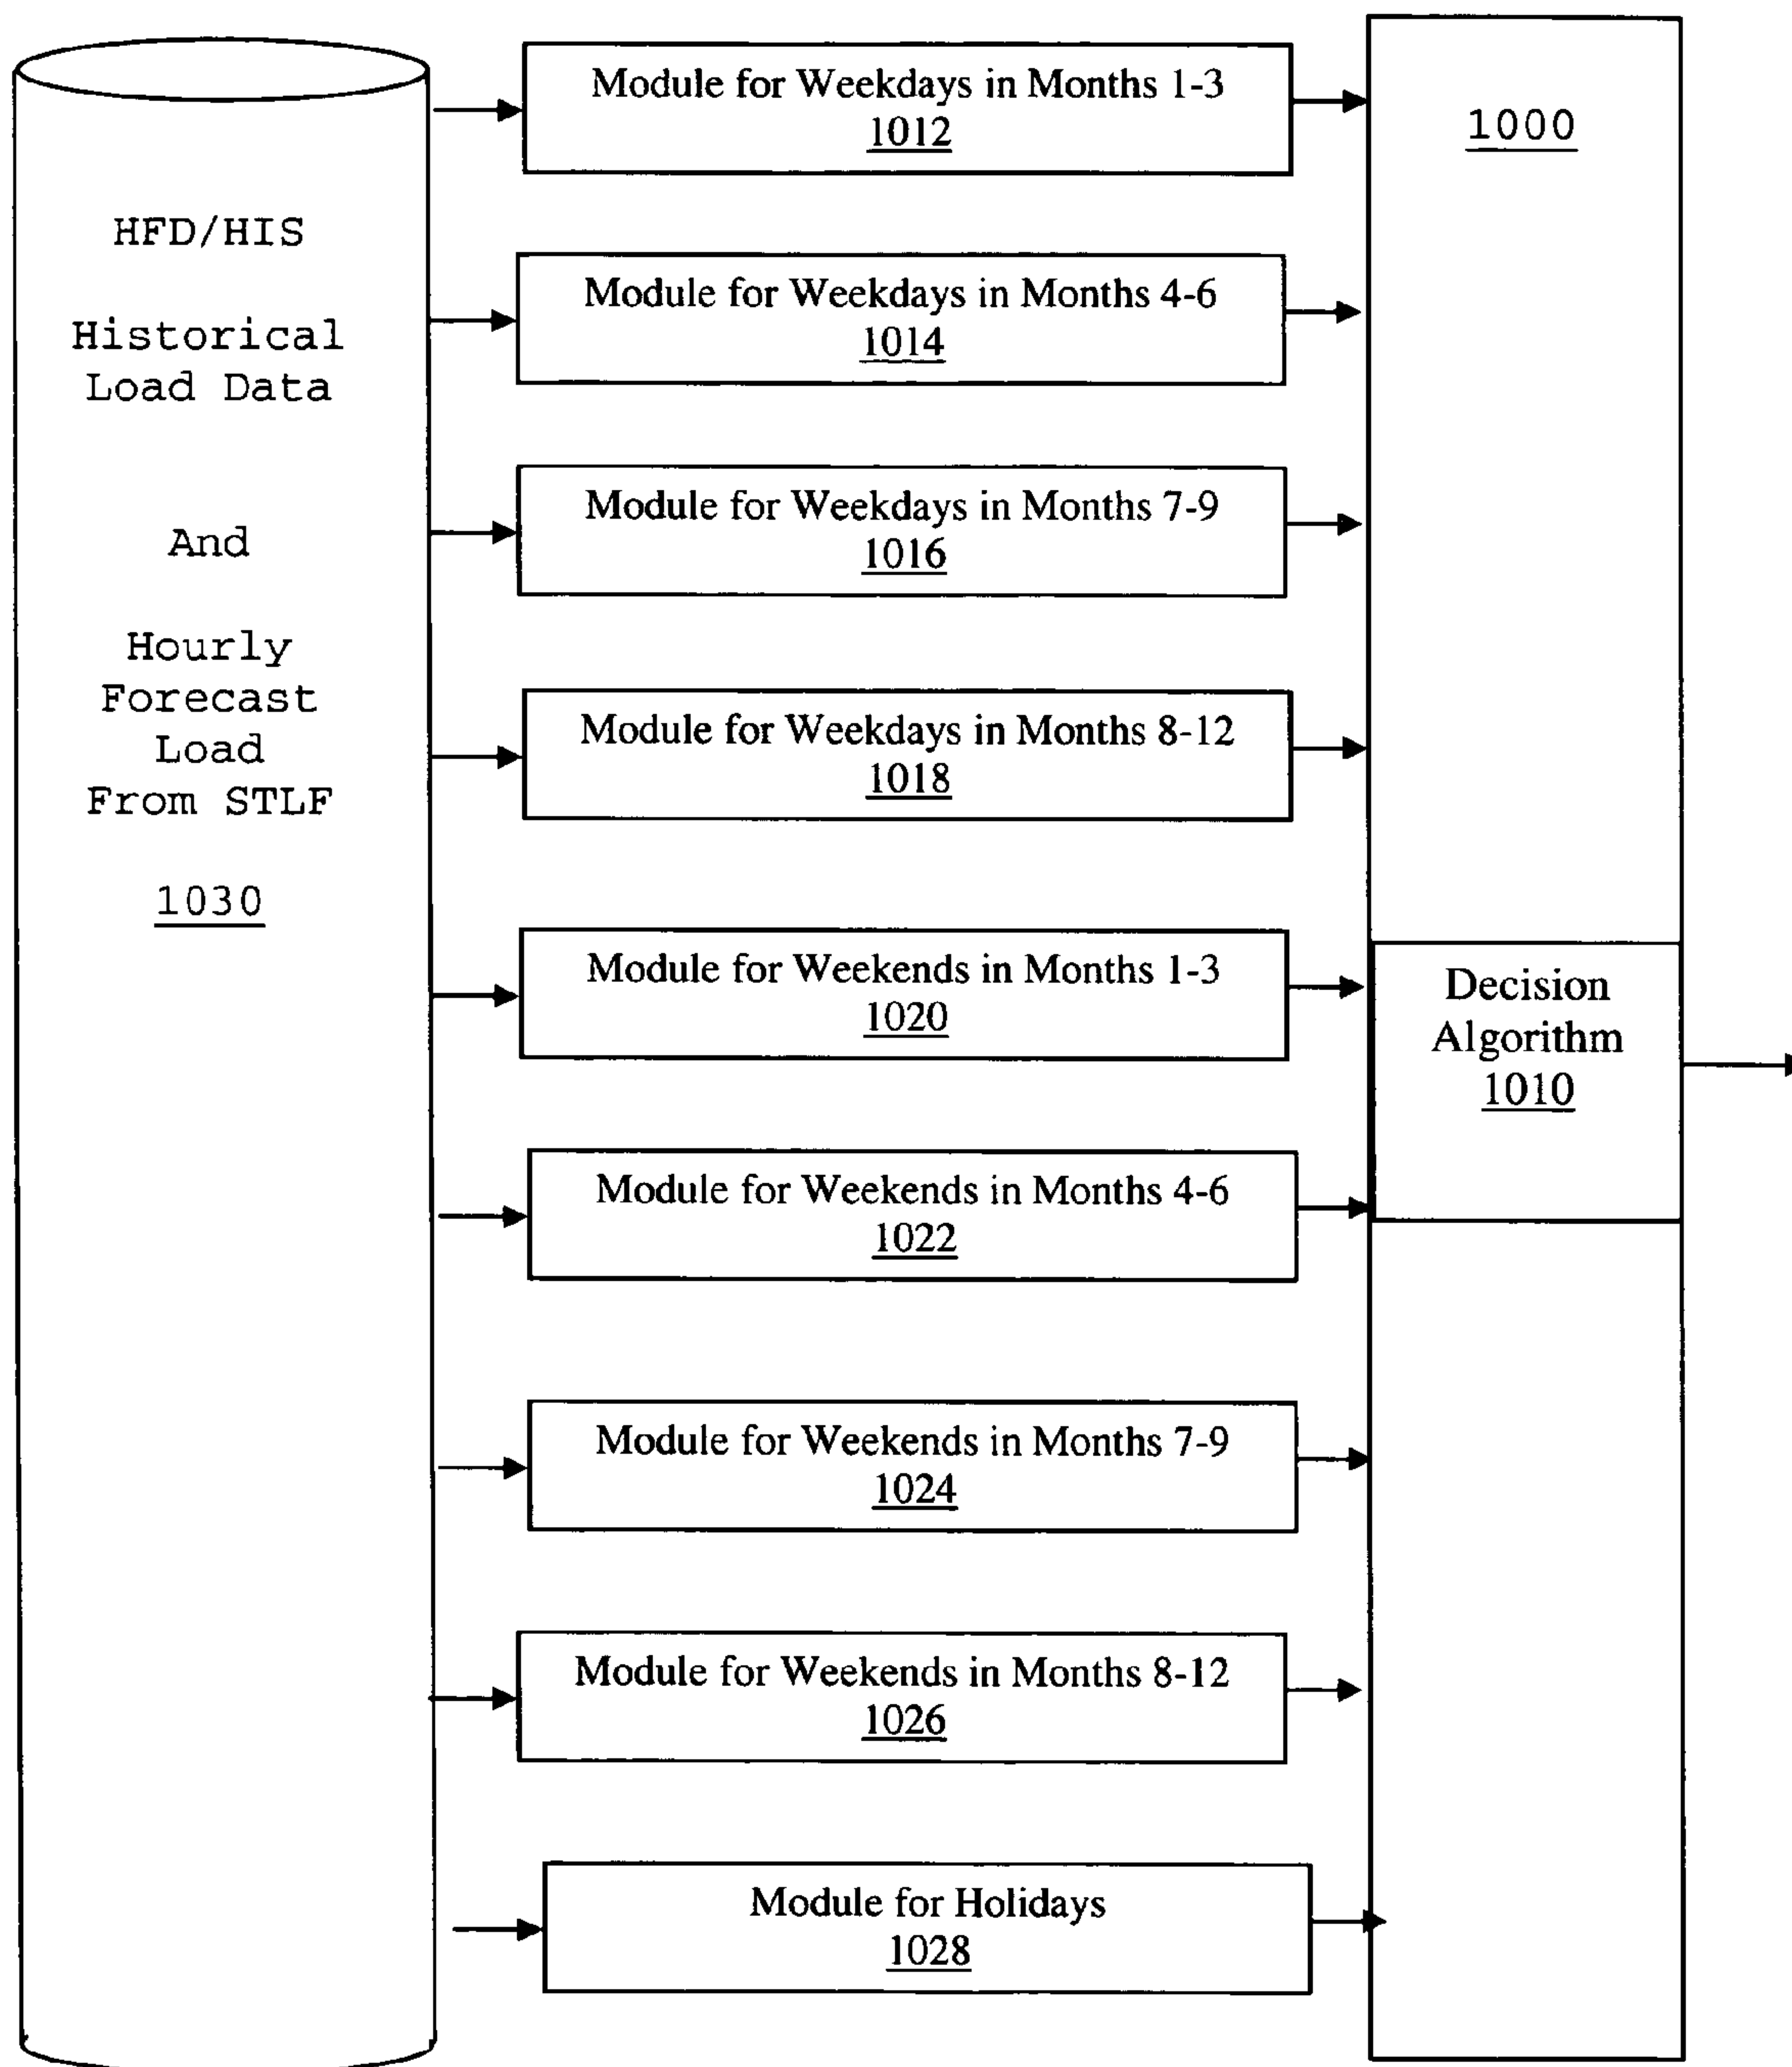 HFD/HIS
Historical
Load Data
And
Hourly
Forecast
Load
From STLF
1030
Module for Weekdays in Months 1-3
1012
Module for Weekdays in Months 4-6
1014
Module for Weekdays in Months 7-9
1016
Module for Weekdays in Months 8-12
1018
Module for Weekends in Months 1-3
1020
Module for Weekends in Months 4-6
1022
Module for Weekends in Months 7-9
1024
Module for Weekends in Months 8-12
1026
Module for Holidays
1028
1000
Decision
Algorithm
1010